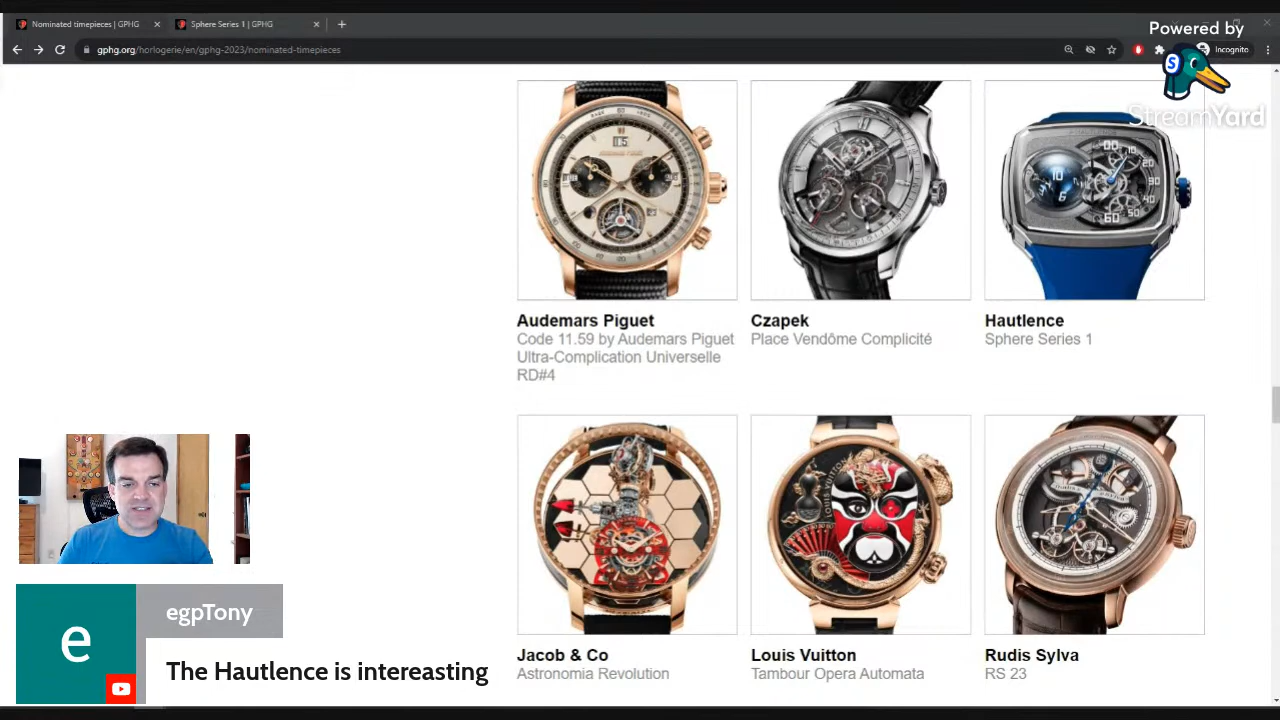 Nominated timepieces | GPHG
Sphere Series 1 | GPHG
gphg.org/horlogerie/en/gphg-2023/nominated-timepieces
Incognito
Powered by
S
StreamYard
Audemars Piguet
Code 11.59 by Audemars Piguet
Ultra-Complication Universelle
RD#4
Czapek
Place Vendôme Complicité
Hautlence
Sphere Series 1
Jacob & Co
Astronomia Revolution
Louis Vuitton
Tambour Opera Automata
Rudis Sylva
RS 23
e
egpTony
The Hautlence is intereasting